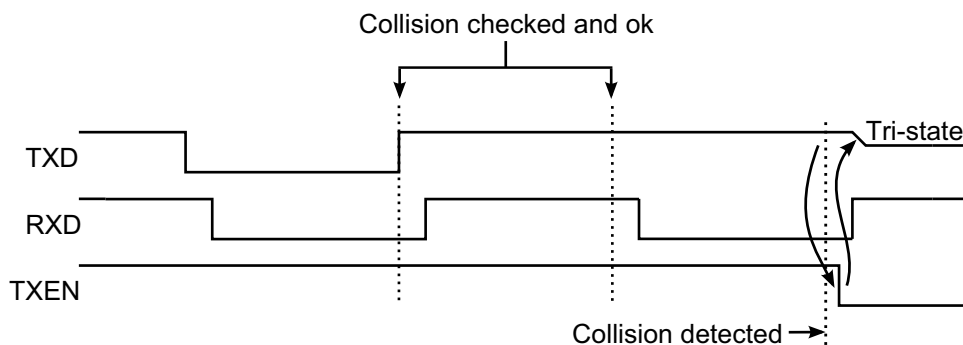 Collision checked and ok
Tri-state
TXD
RXD
TXEN
Collision detected